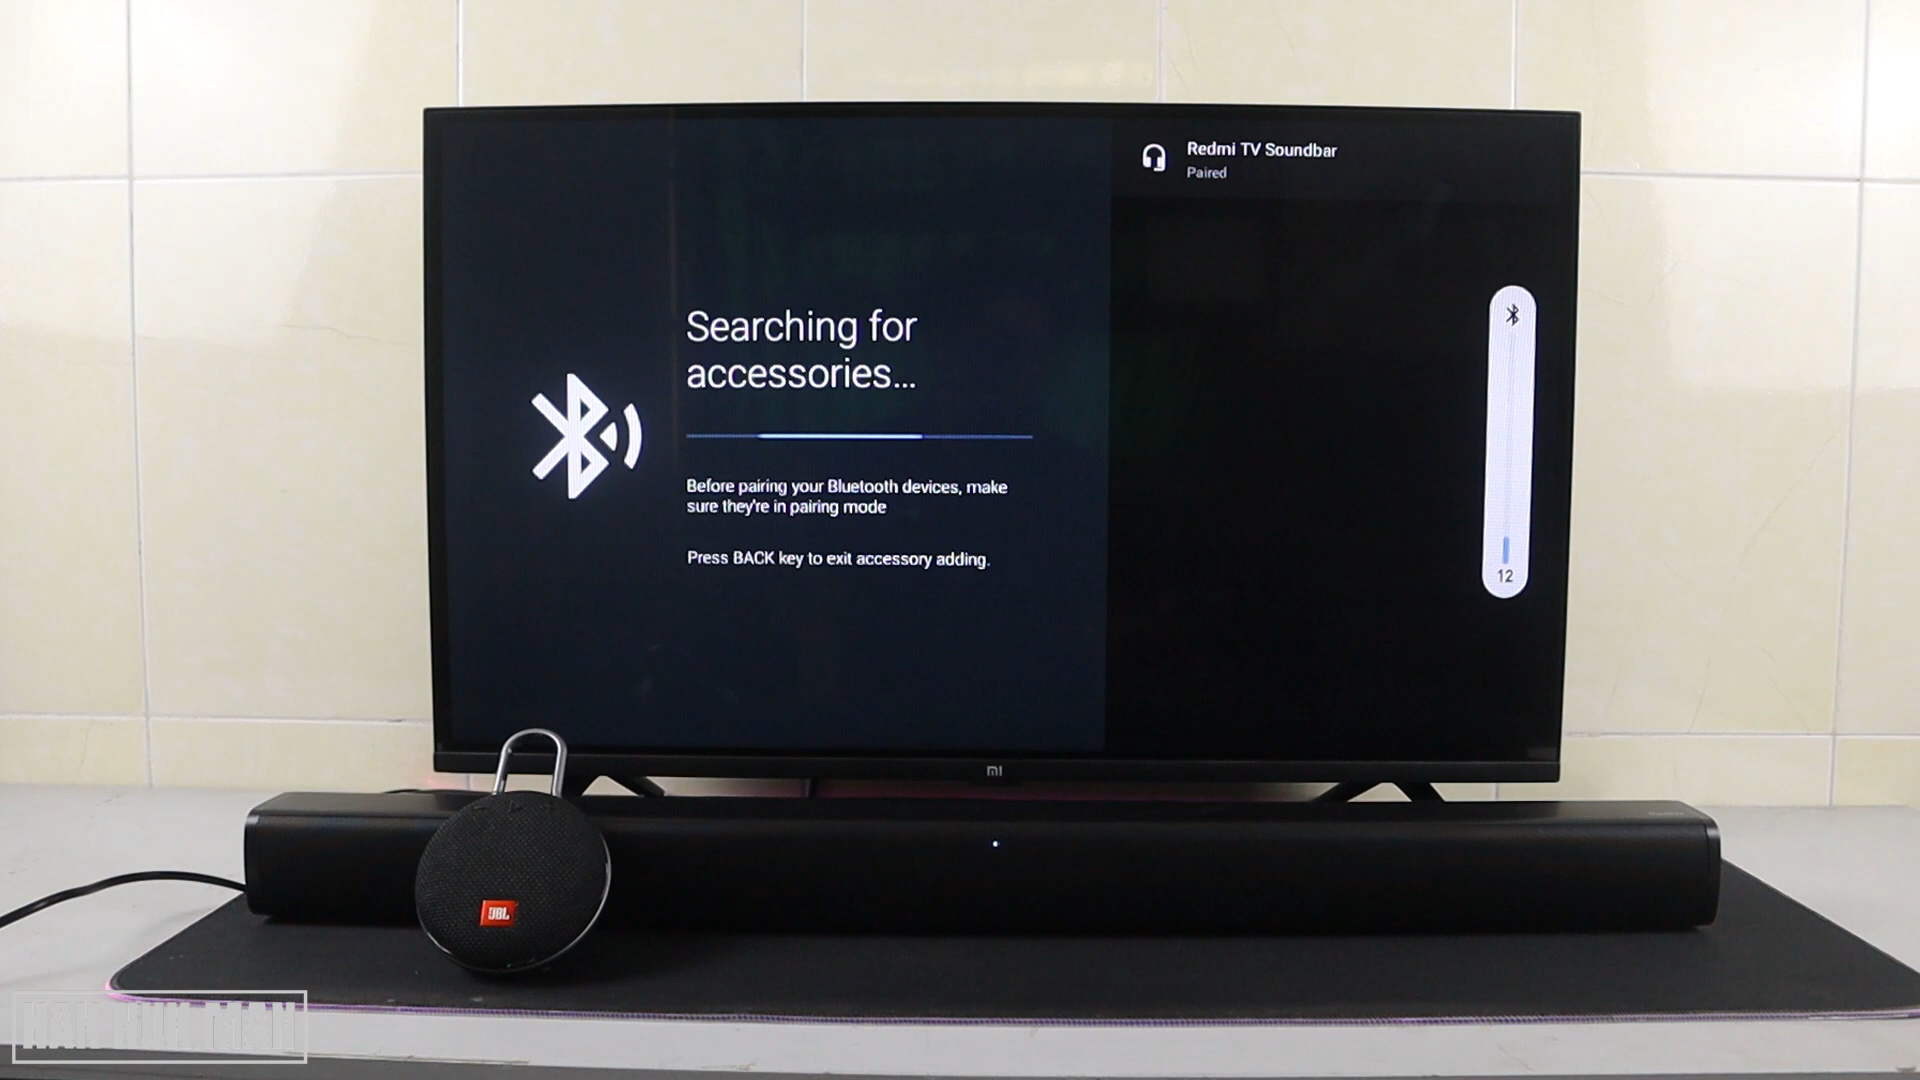 Redmi TV Soundbar
Paired
Searching for
accessories...
Before pairing your Bluetooth devices, make
sure they're in pairing mode
Press BACK key to exit accessory adding.
12
mi
JBL